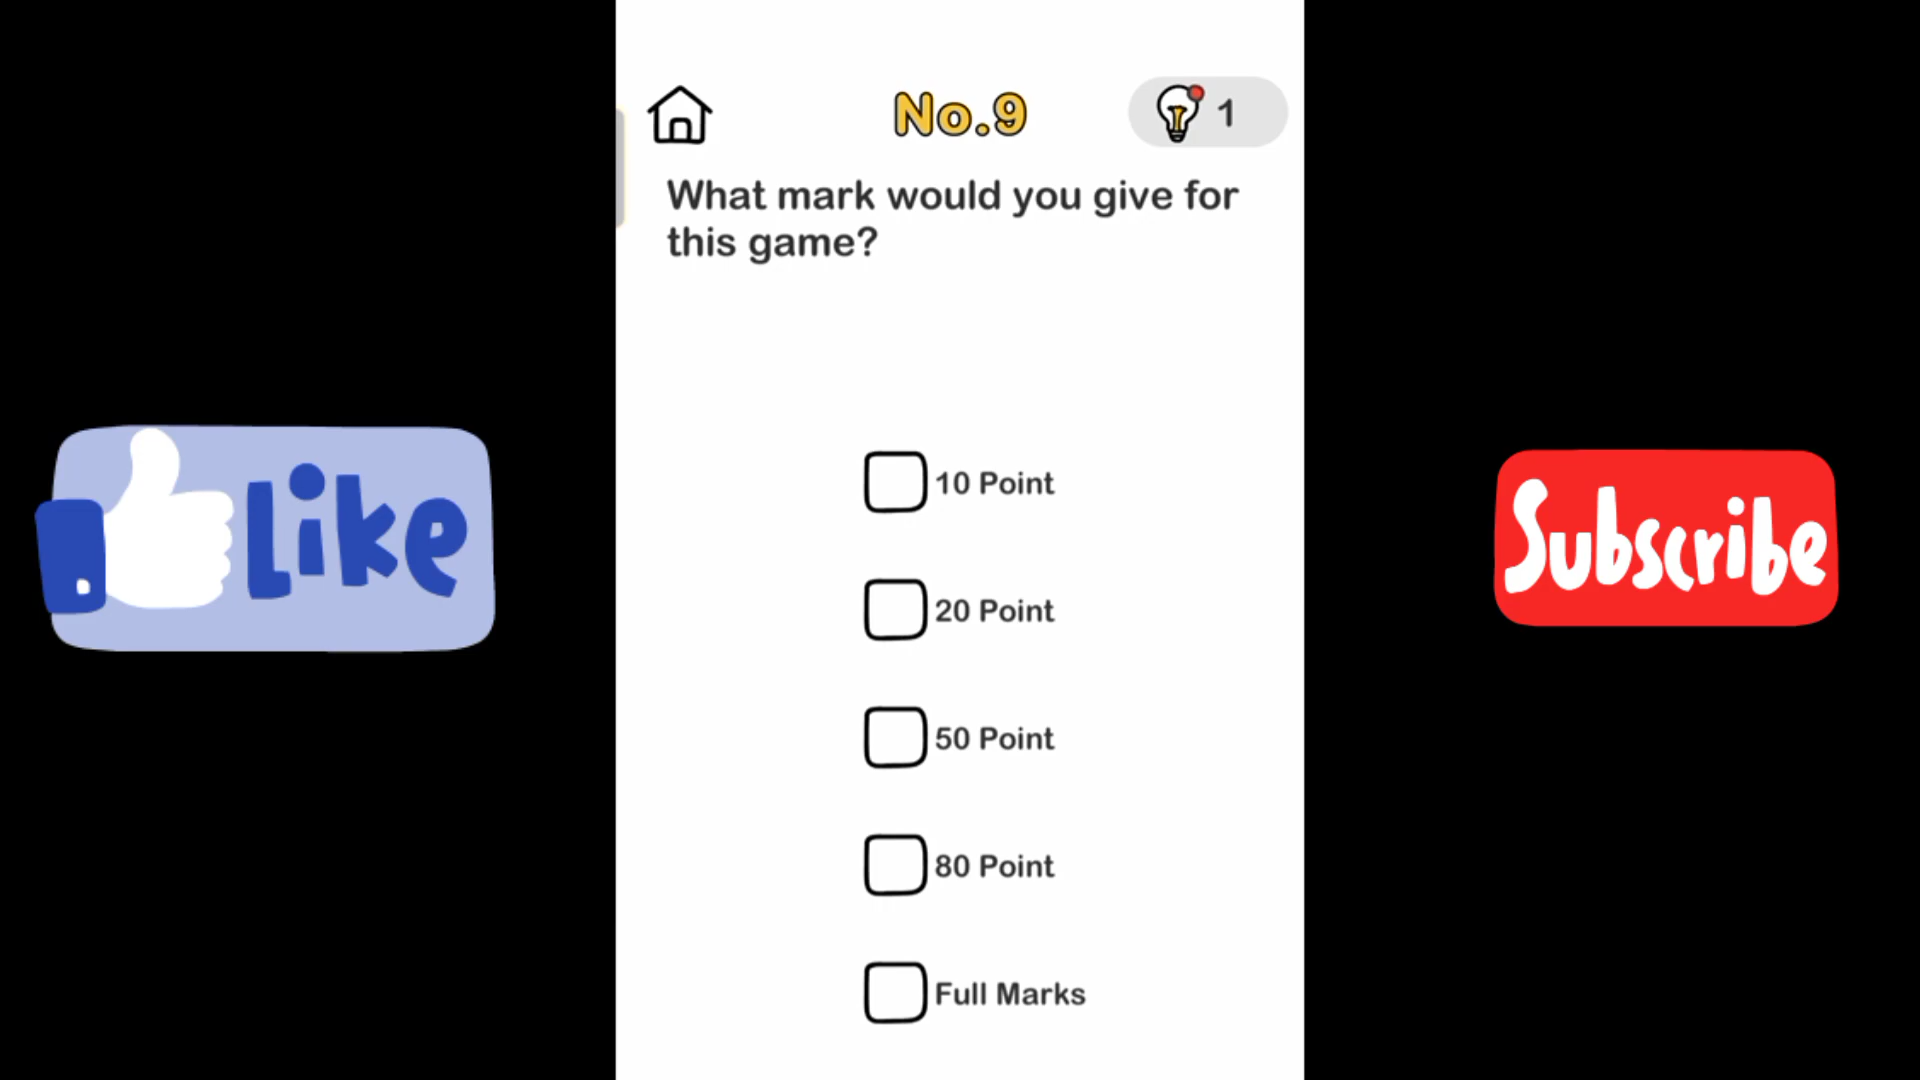 No.9
1
What mark would you give for
this game?
Like
Subscribe
10 Point
20 Point
50 Point
80 Point
Full Marks